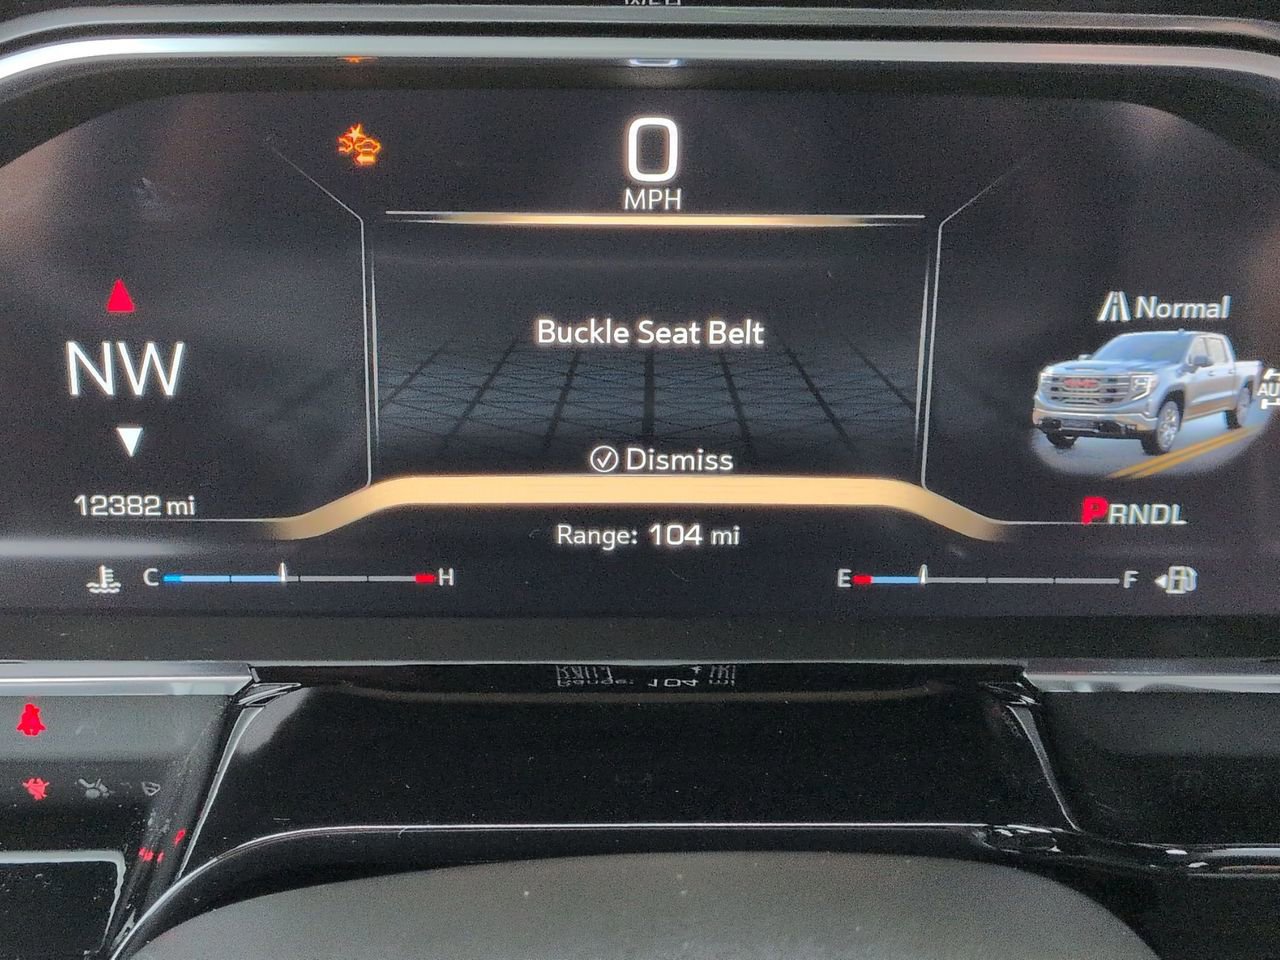 0
MPH
Buckle Seat Belt
Normal
NW
Dismiss
12382 mi
PRNDL
Range: 104 mi
C H
E F